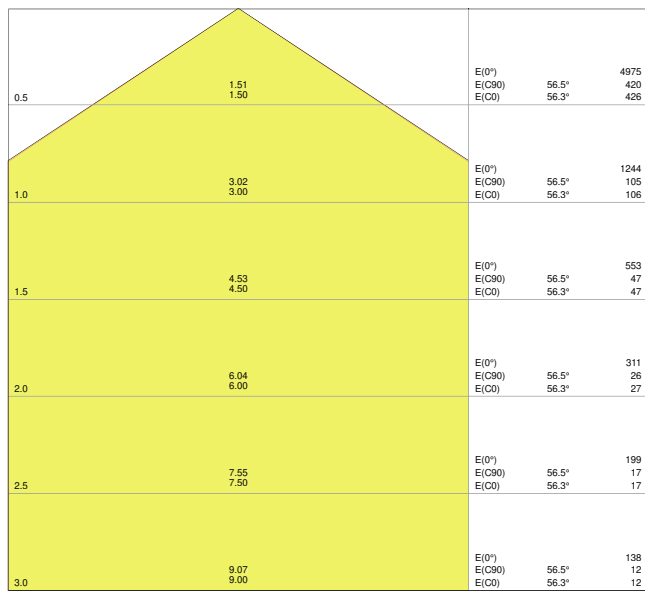 E(0°) 4975
1.51 E(C90) 56.5° 420
0.5 1.50 E(C0) 56.3° 426
E(0°) 1244
3.02 E(C90) 56.5° 105
1.0 3.00 E(C0) 56.3° 106
E(0°) 553
4.53 E(C90) 56.5° 47
1.5 4.50 E(C0) 56.3° 47
E(0°) 311
6.04 E(C90) 56.5° 26
2.0 6.00 E(C0) 56.3° 27
E(0°) 199
7.55 E(C90) 56.5° 17
2.5 7.50 E(C0) 56.3° 17
E(0°) 138
9.07 E(C90) 56.5° 12
3.0 9.00 E(C0) 56.3° 12